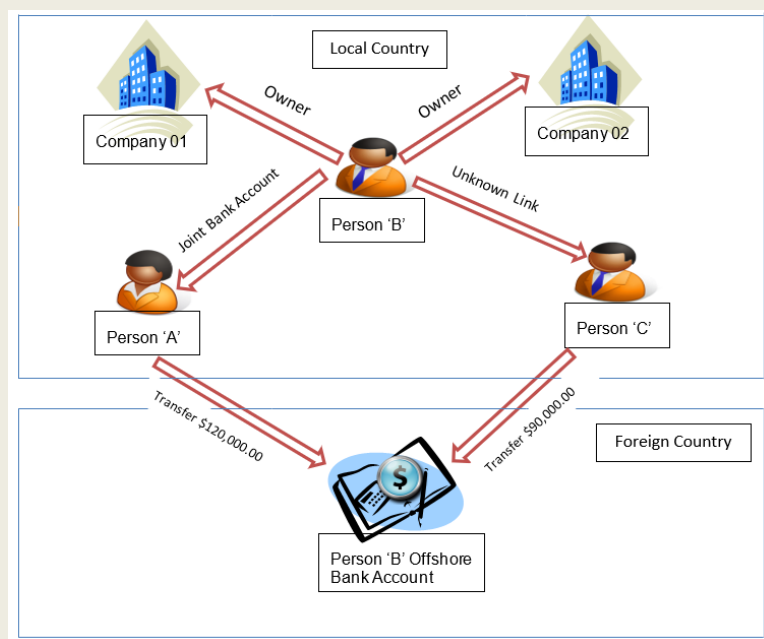 Local Country
Owner
Owner
Company 01
Company 02
Joint Bank Account
Unknown Link
Person 'B'
Person 'A'
Person 'C'
Transfer $120,000.00
Transfer $90,000.00
Foreign Country
$
Person 'B' Offshore
Bank Account